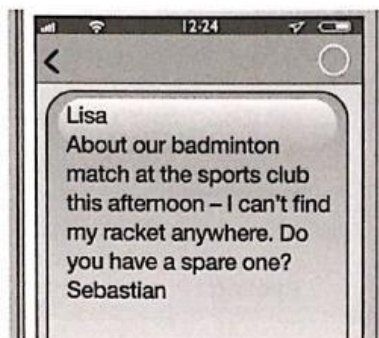 12:24
Lisa
About our badminton
match at the sports club
this afternoon – I can't find
my racket anywhere. Do
you have a spare one?
Sebastian